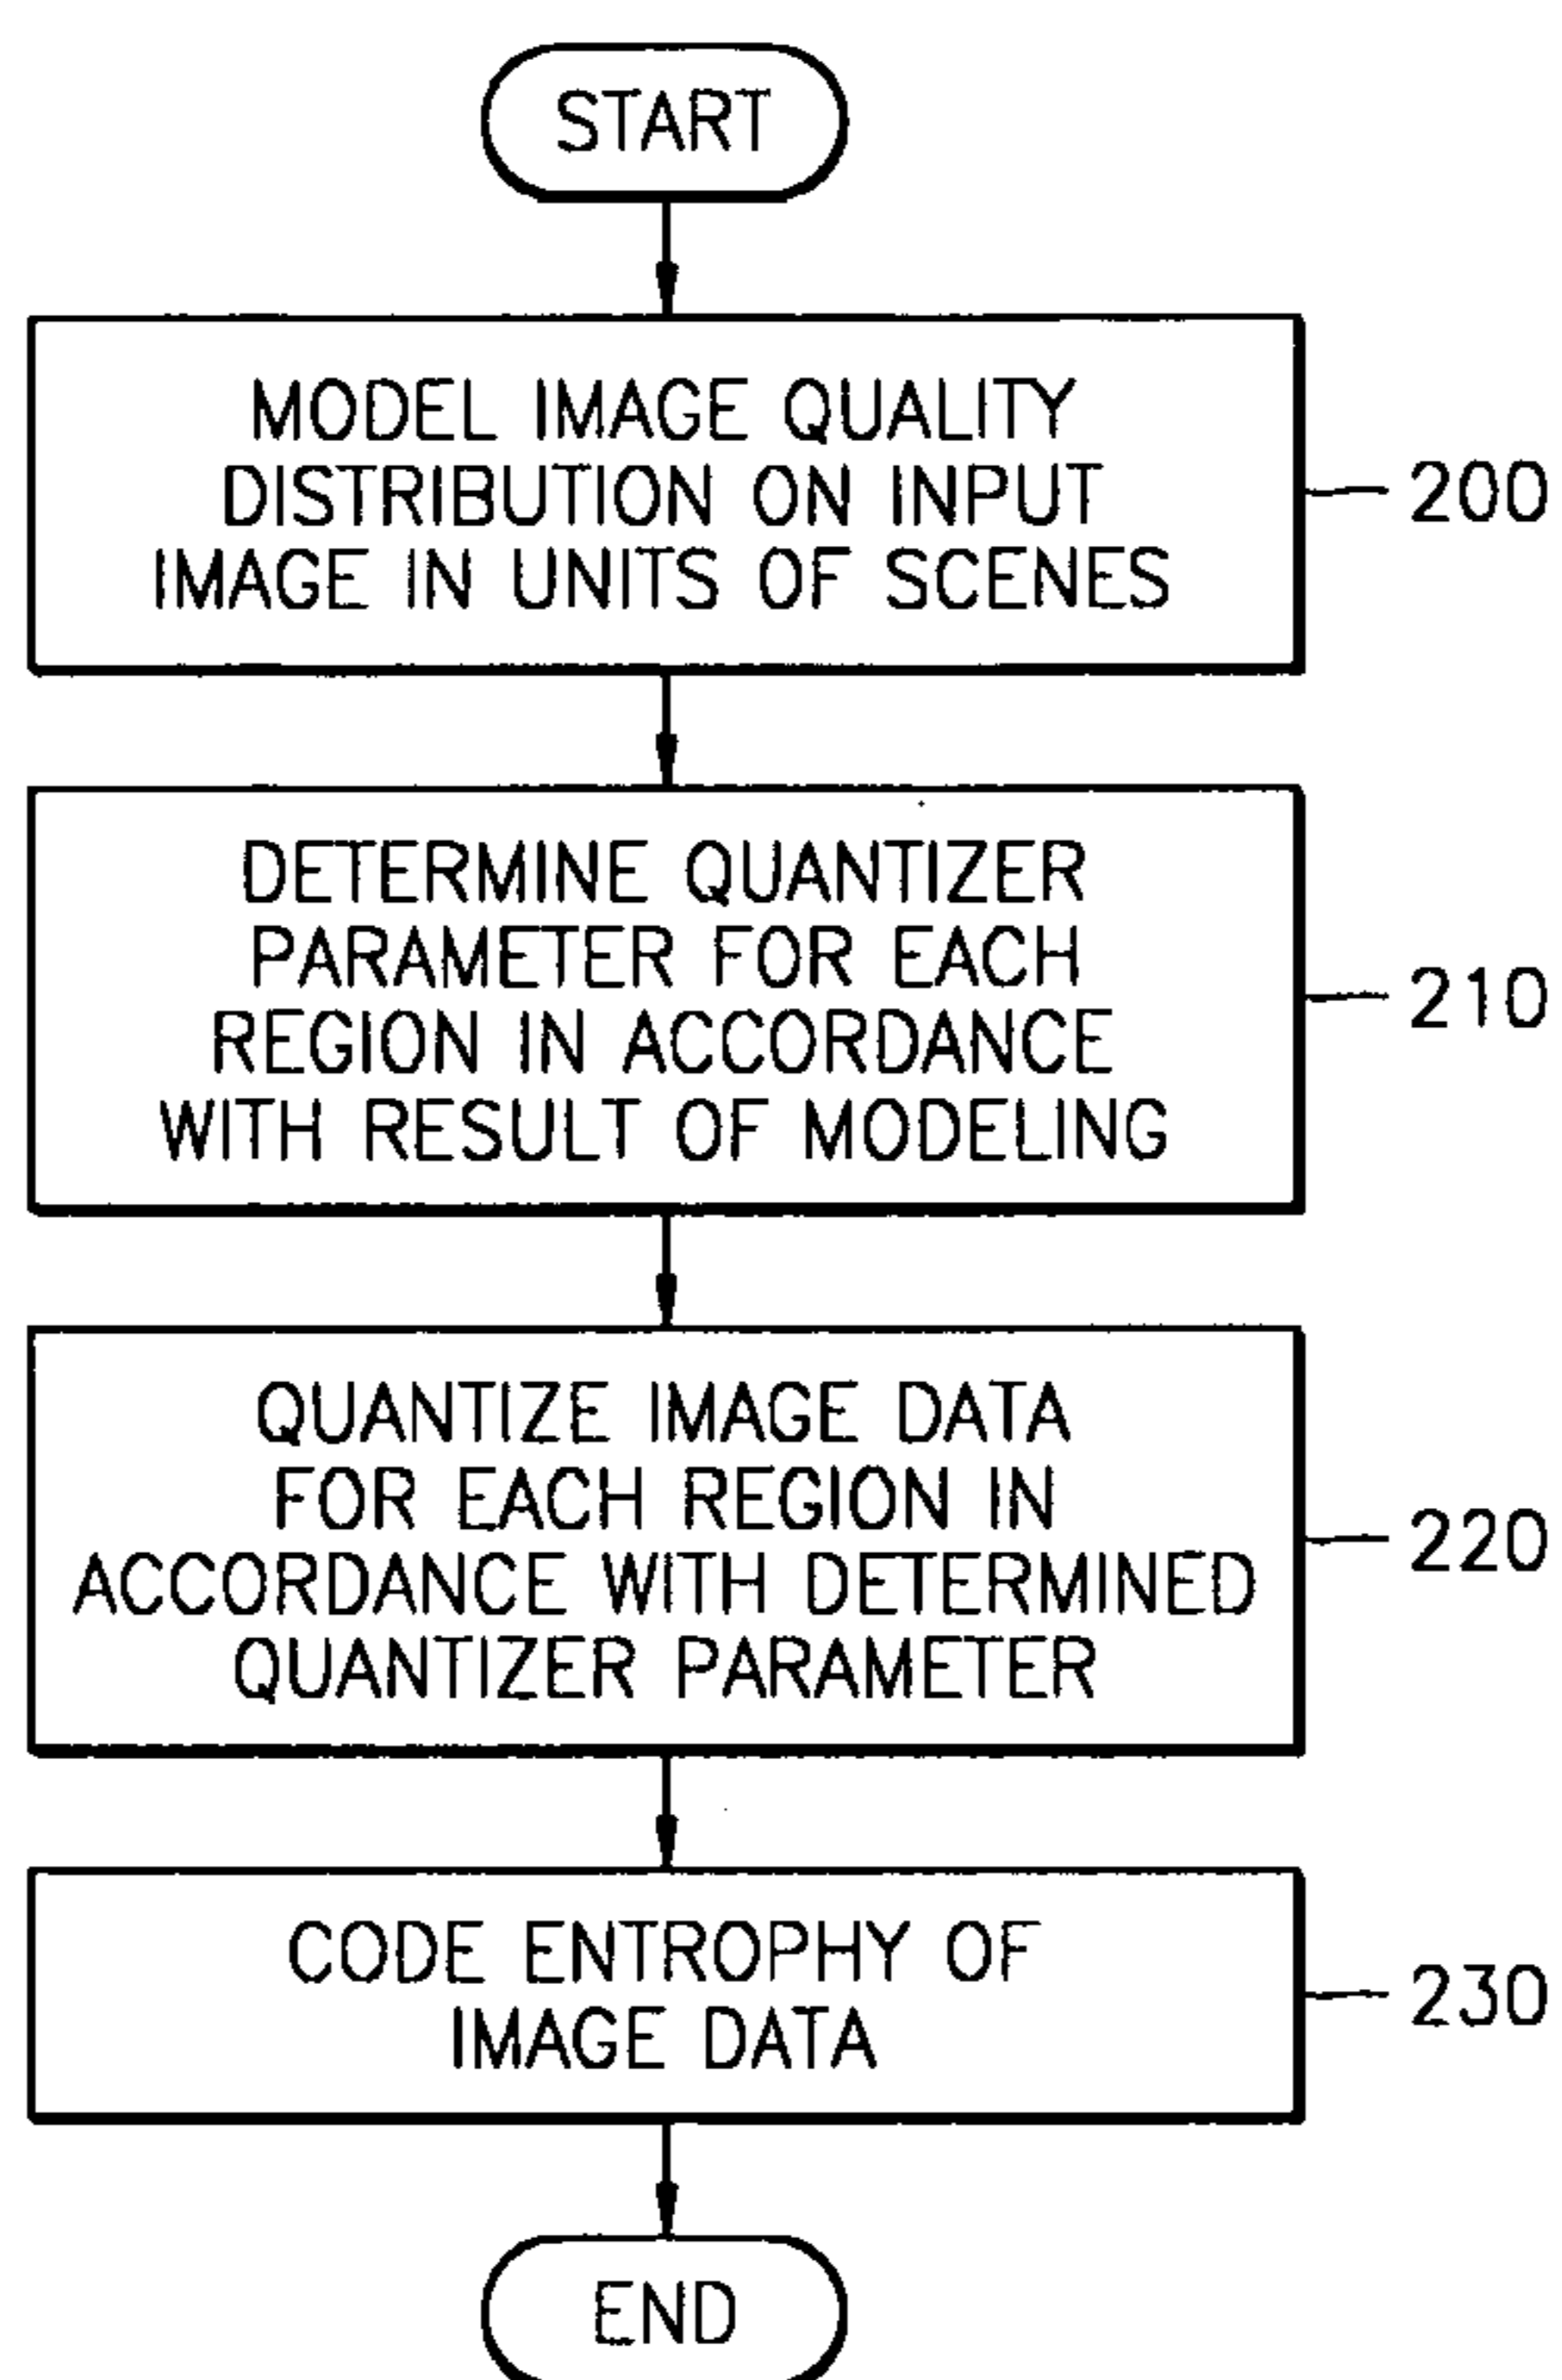 START
MODEL IMAGE QUALITY
DISTRIBUTION ON INPUT
IMAGE IN UNITS OF SCENES
200
DETERMINE QUANTIZER
PARAMETER FOR EACH
REGION IN ACCORDANCE
WITH RESULT OF MODELING
210
QUANTIZE IMAGE DATA
FOR EACH REGION IN
ACCORDANCE WITH DETERMINED
QUANTIZER PARAMETER
220
CODE ENTROPHY OF
IMAGE DATA
230
END